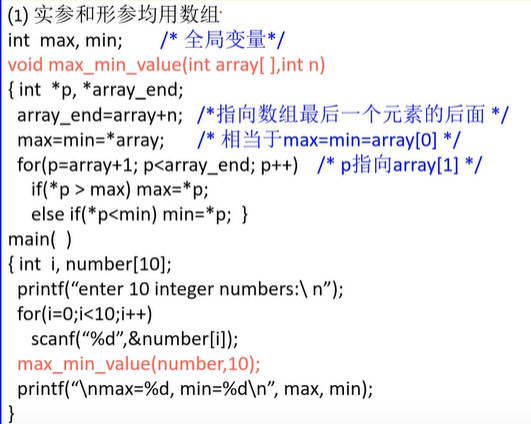 (1) 实参和形参均用数组
int max, min; /* 全局变量*/
void max_min_value(int array[ ],int n)
{ int *p, *array_end;
array_end=array+n; /*指向数组最后一个元素的后面 */
max=min=*array; /* 相当于max=min=array[0] */
for(p=array+1; p<array_end; p++) /* p指向array[1] */
if(*p > max) max=*p;
else if(*p<min) min=*p; }
main( )
{ int i, number[10];
printf(“enter 10 integer numbers:\ n”);
for(i=0;i<10;i++)
scanf(“%d”,&number[i]);
max_min_value(number,10);
printf(“\nmax=%d, min=%d\n”, max, min);
}